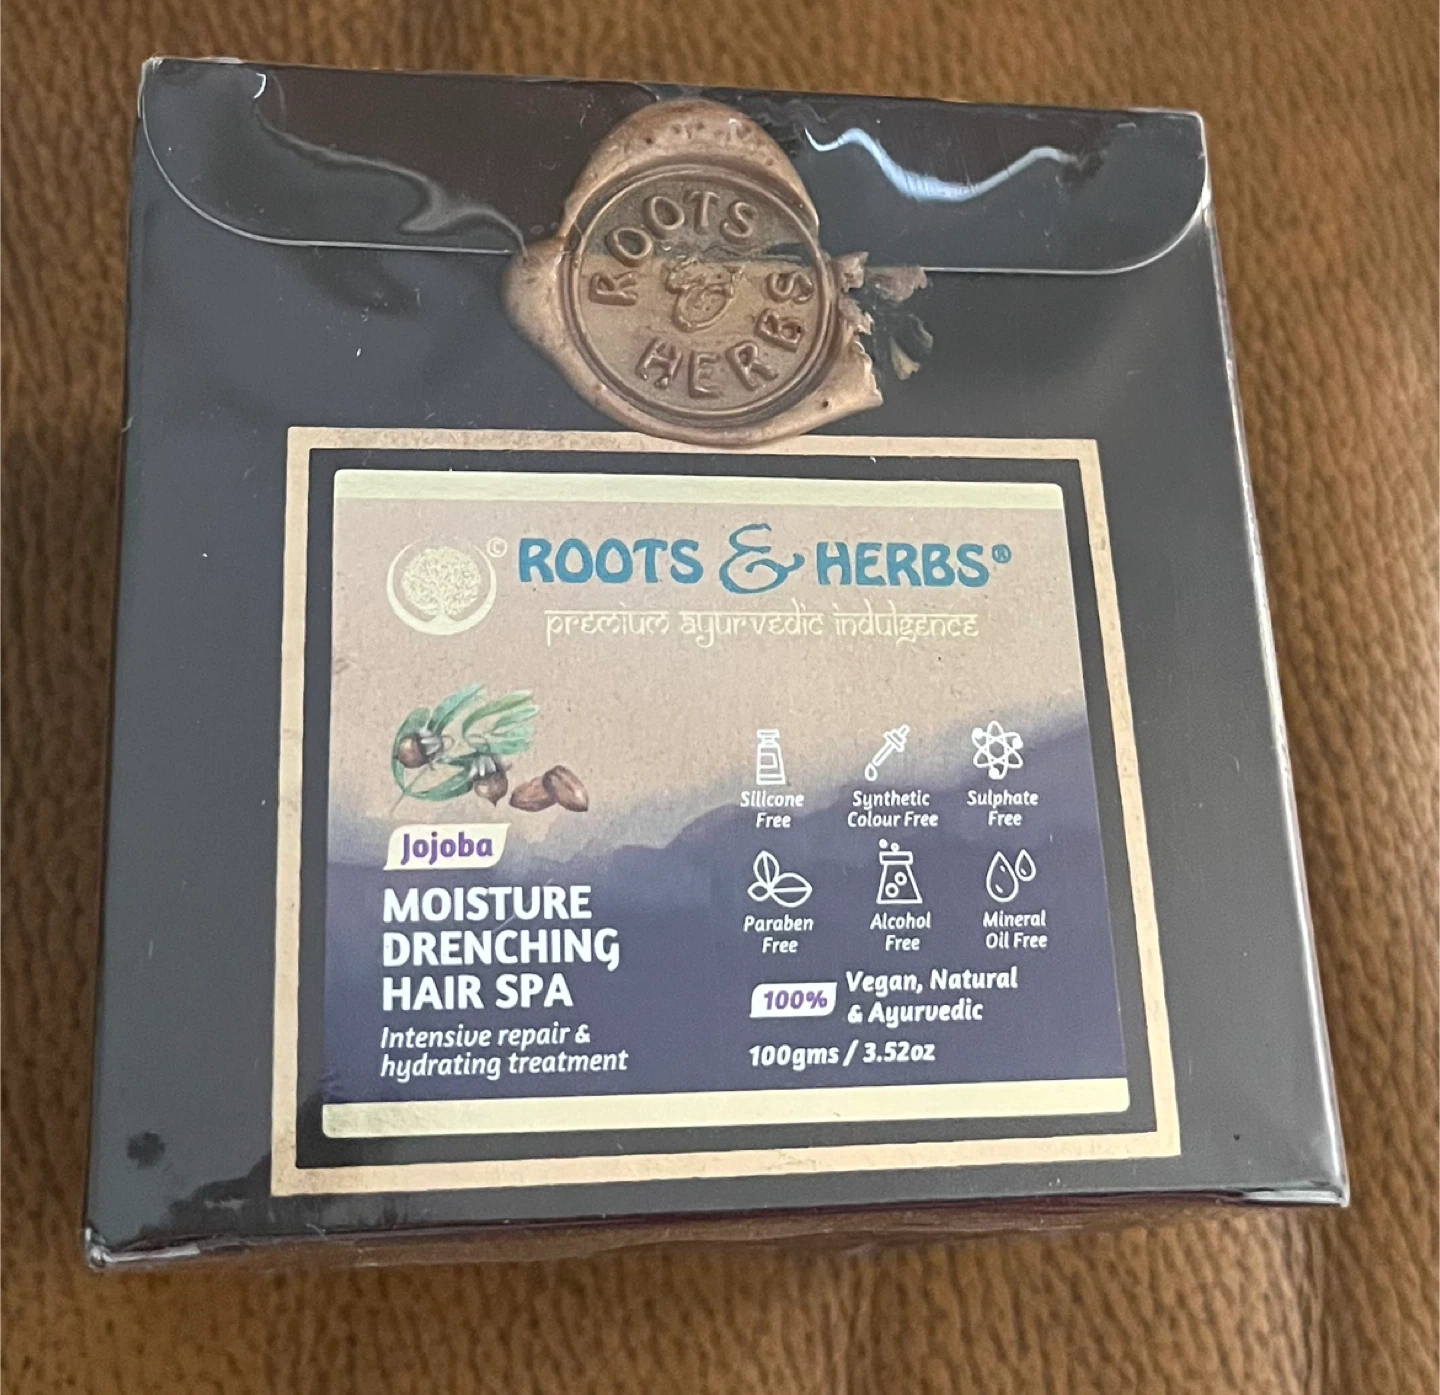 ROOTS
&
HERBS
© ROOTS & HERBS®
premium ayurvedic indulgence
Jojoba
MOISTURE
DRENCHING
HAIR SPA
Intensive repair &
hydrating treatment
Silicone
Free
Synthetic
Colour Free
Sulphate
Free
Paraben
Free
Alcohol
Free
Mineral
Oil Free
100% Vegan, Natural
& Ayurvedic
100gms / 3.52oz